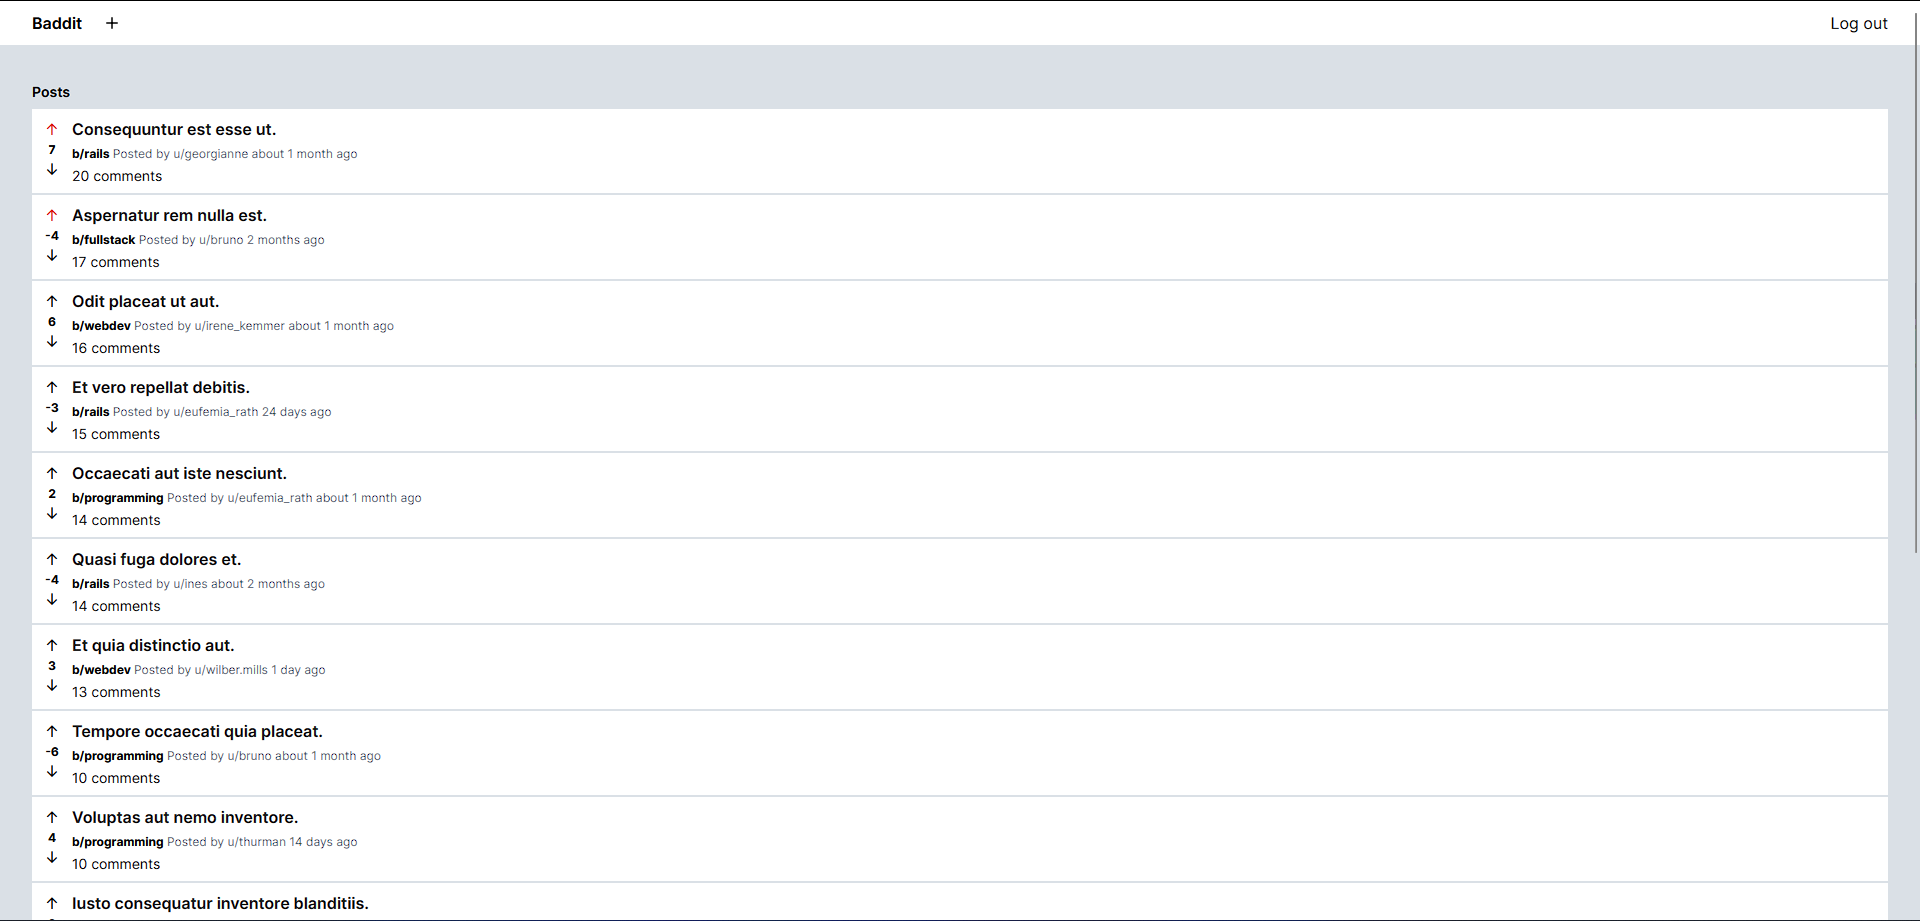 Baddit + Log out
Posts
Consequuntur est esse ut.
7
b/rails Posted by u/georgianne about 1 month ago
20 comments
Aspernatur rem nulla est.
-4
b/fullstack Posted by u/bruno 2 months ago
17 comments
Odit placeat ut aut.
6
b/webdev Posted by u/irene_kemmer about 1 month ago
16 comments
Et vero repellat debitis.
-3
b/rails Posted by u/eufemia_rath 24 days ago
15 comments
Occaecati aut iste nesciunt.
2
b/programming Posted by u/eufemia_rath about 1 month ago
14 comments
Quasi fuga dolores et.
-4
b/rails Posted by u/ines about 2 months ago
14 comments
Et quia distinctio aut.
3
b/webdev Posted by u/wilber.mills 1 day ago
13 comments
Tempore occaecati quia placeat.
-6
b/programming Posted by u/bruno about 1 month ago
10 comments
Voluptas aut nemo inventore.
4
b/programming Posted by u/thurman 14 days ago
10 comments
Iusto consequatur inventore blanditiis.